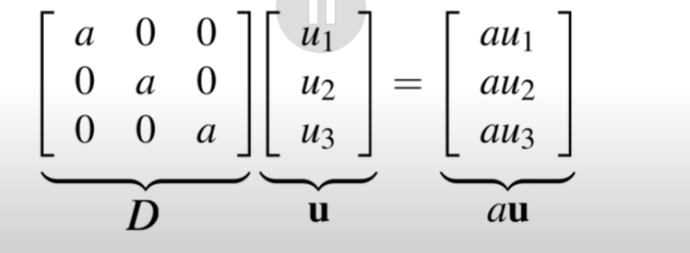 [ a 0 0 ] [ u₁ ] = [ au₁ ]
[ 0 a 0 ] [ u₂ ] = [ au₂ ]
[ 0 0 a ] [ u₃ ] = [ au₃ ]
D u au